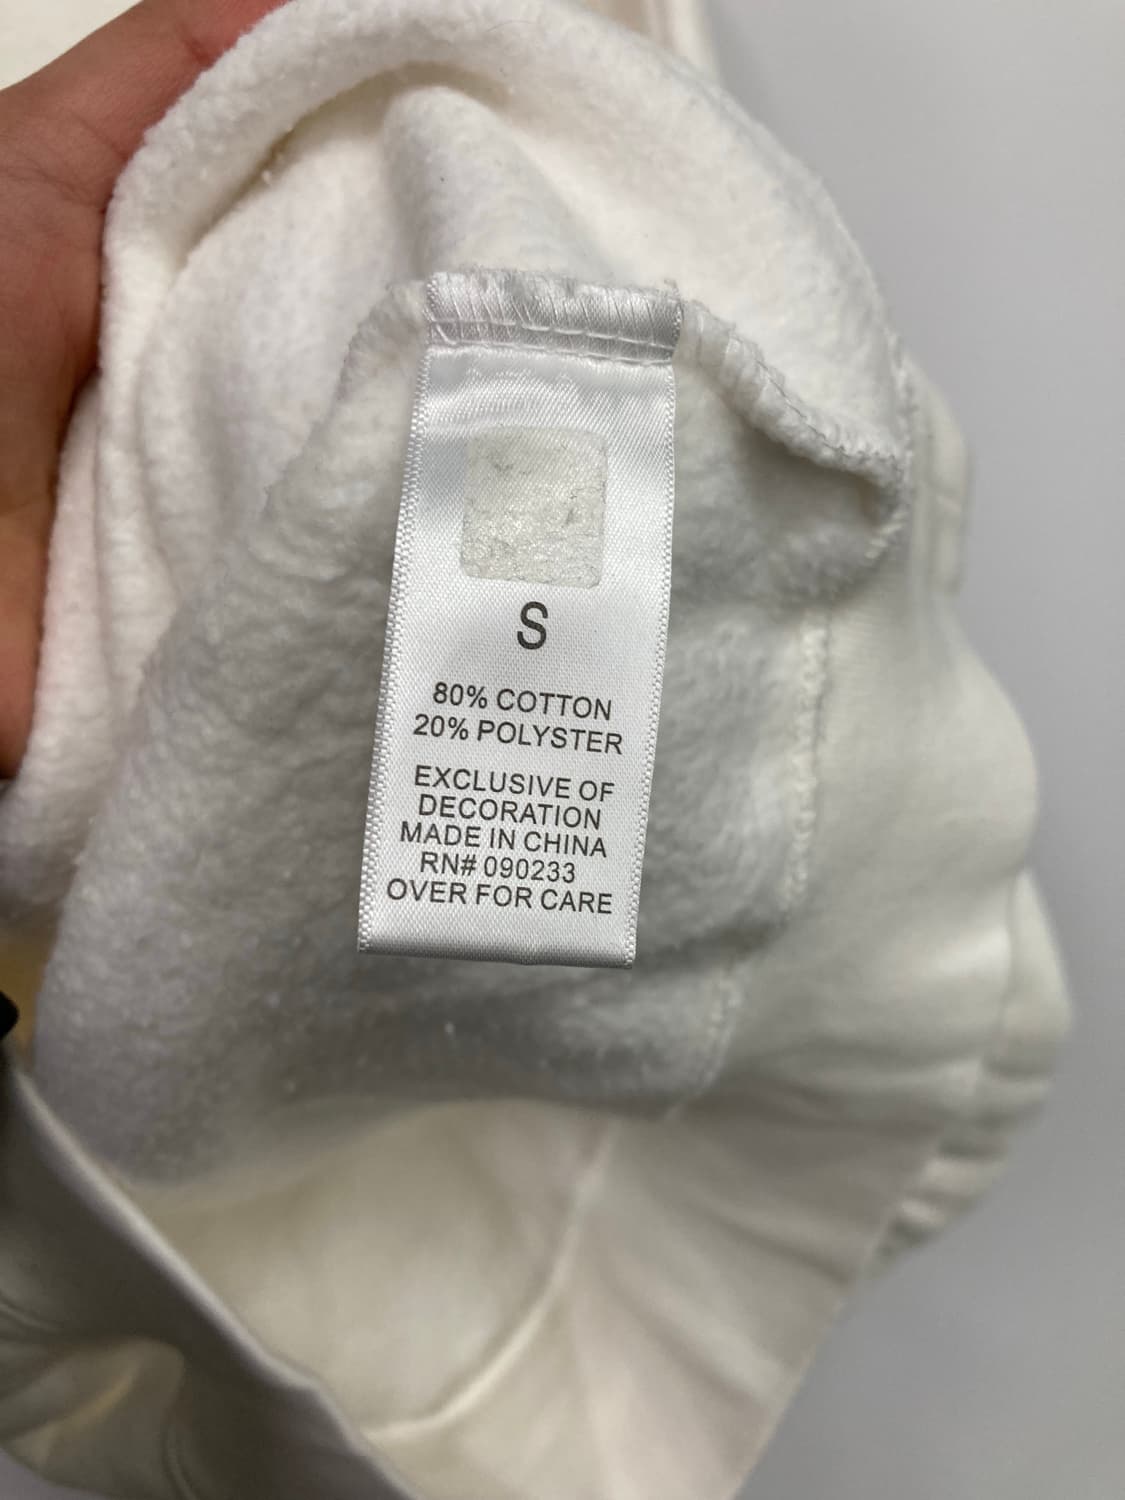 S
80% COTTON
20% POLYSTER
EXCLUSIVE OF
DECORATION
MADE IN CHINA
RN# 090233
OVER FOR CARE